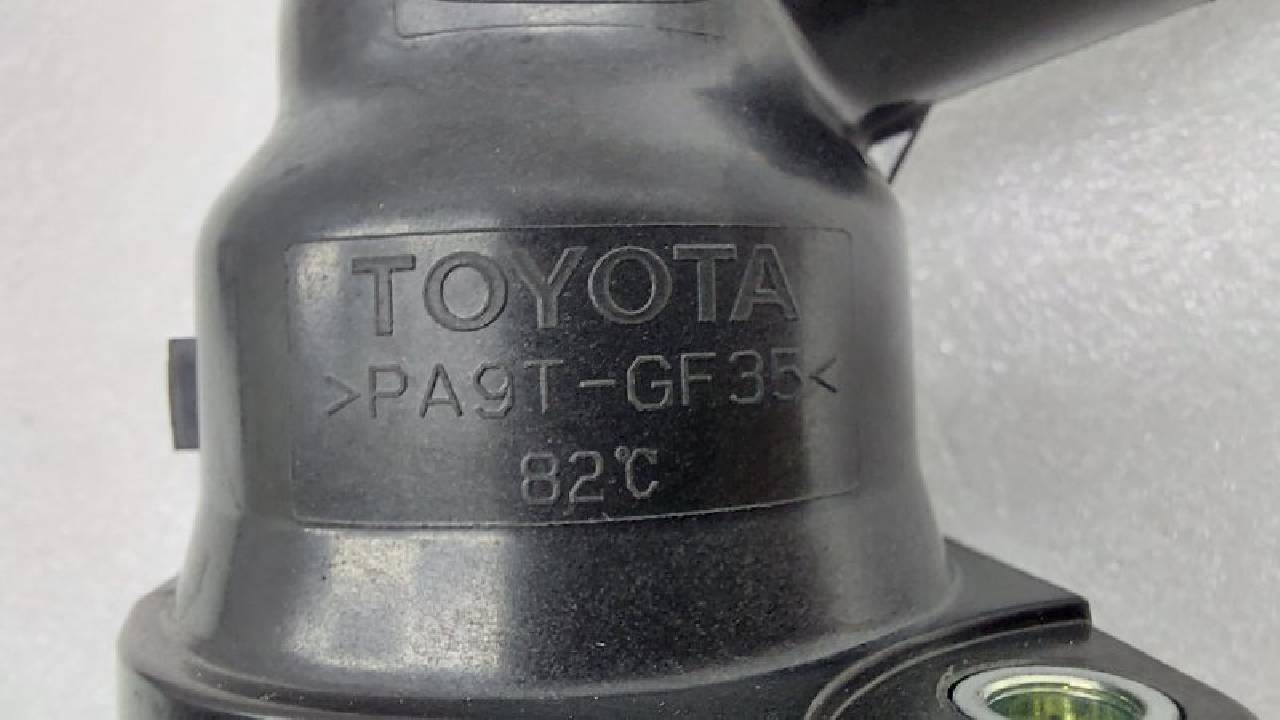 TOYOTA
>PA9T-GF35<
82℃